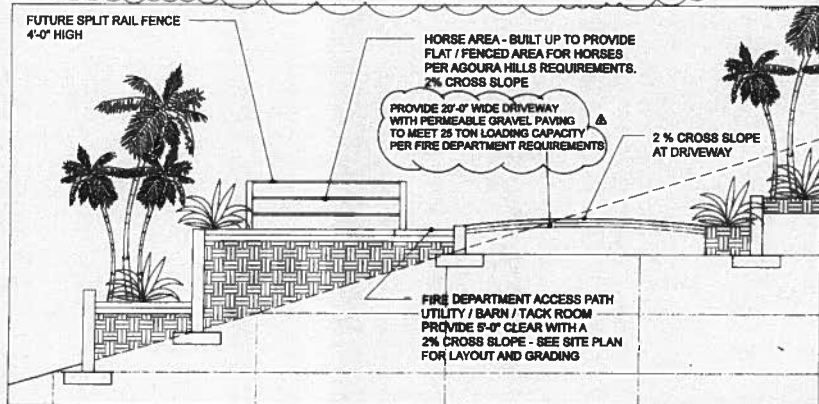 FUTURE SPLIT RAIL FENCE
4'-0" HIGH
HORSE AREA - BUILT UP TO PROVIDE
FLAT / FENCED AREA FOR HORSES
PER AGOURA HILLS REQUIREMENTS.
2% CROSS SLOPE
PROVIDE 20'-0" WIDE DRIVEWAY
WITH PERMEABLE GRAVEL PAVING
TO MEET 25 TON LOADING CAPACITY
PER FIRE DEPARTMENT REQUIREMENTS
2 % CROSS SLOPE
AT DRIVEWAY
FIRE DEPARTMENT ACCESS PATH
UTILITY / BARN / TACK ROOM
PROVIDE 5'-0" CLEAR WITH A
2% CROSS SLOPE - SEE SITE PLAN
FOR LAYOUT AND GRADING